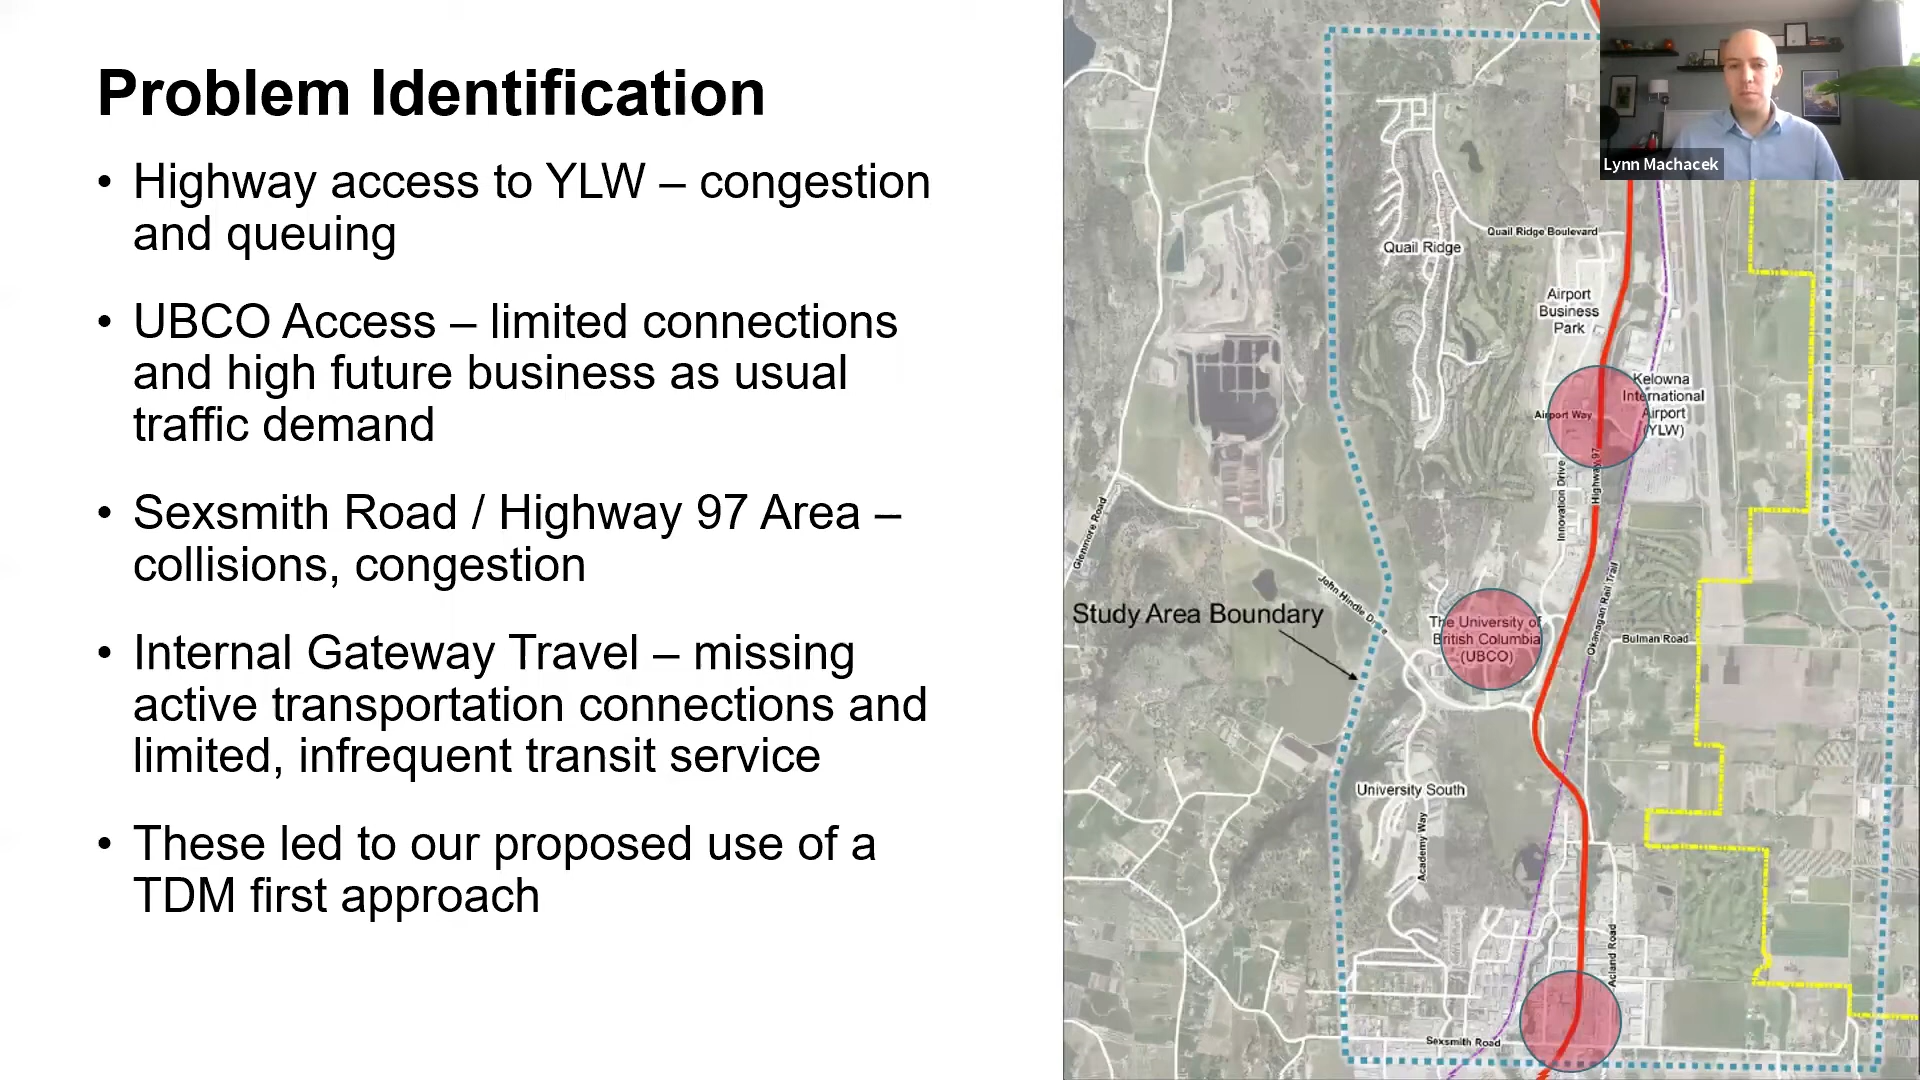 Problem Identification
• Highway access to YLW – congestion
and queuing
• UBCO Access – limited connections
and high future business as usual
traffic demand
• Sexsmith Road / Highway 97 Area –
collisions, congestion
• Internal Gateway Travel – missing
active transportation connections and
limited, infrequent transit service
• These led to our proposed use of a
TDM first approach
Lynn Machacek
Quail Ridge Boulevard
Quail Ridge
Airport
Business
Park
Kelowna
International
Airport
(YLW)
Airport Way
Highway 97
Innovation Drive
Glenmore Road
John Hindle Drive
Okanagan Rail Trail
Study Area Boundary
The University of
British Columbia
(UBCO)
Bulman Road
University South
Academy Way
Acland Road
Sexsmith Road